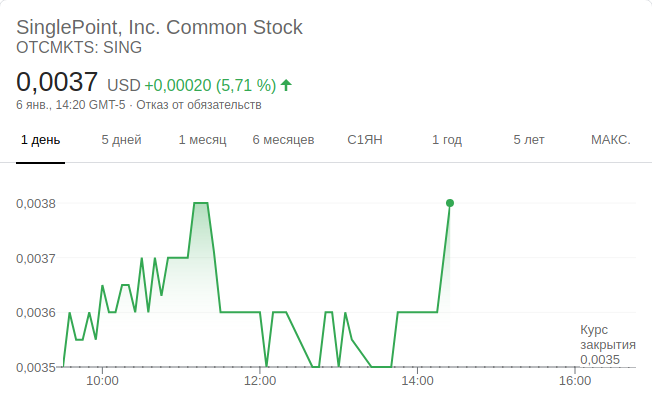 SinglePoint, Inc. Common Stock
OTCMKTS: SING
0,0037 USD +0,00020 (5,71 %)
6 янв., 14:20 GMT-5 · Отказ от обязательств
1 день 5 дней 1 месяц 6 месяцев С1ЯН 1 год 5 лет МАКС.
0,0038
0,0037
0,0036
Курс
закрытия
0,0035
0,0035
10:00 12:00 14:00 16:00